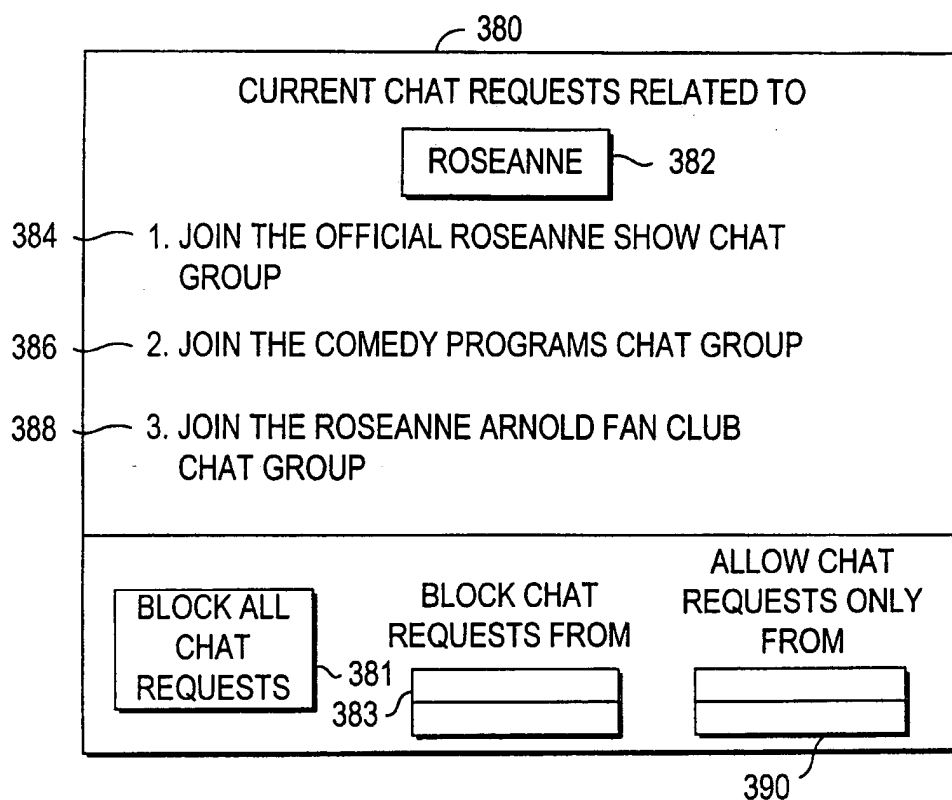 380
CURRENT CHAT REQUESTS RELATED TO
ROSEANNE
382
384
1. JOIN THE OFFICIAL ROSEANNE SHOW CHAT
GROUP
386
2. JOIN THE COMEDY PROGRAMS CHAT GROUP
388
3. JOIN THE ROSEANNE ARNOLD FAN CLUB
CHAT GROUP
BLOCK ALL
CHAT
REQUESTS
381
BLOCK CHAT
REQUESTS FROM
383
ALLOW CHAT
REQUESTS ONLY
FROM
390